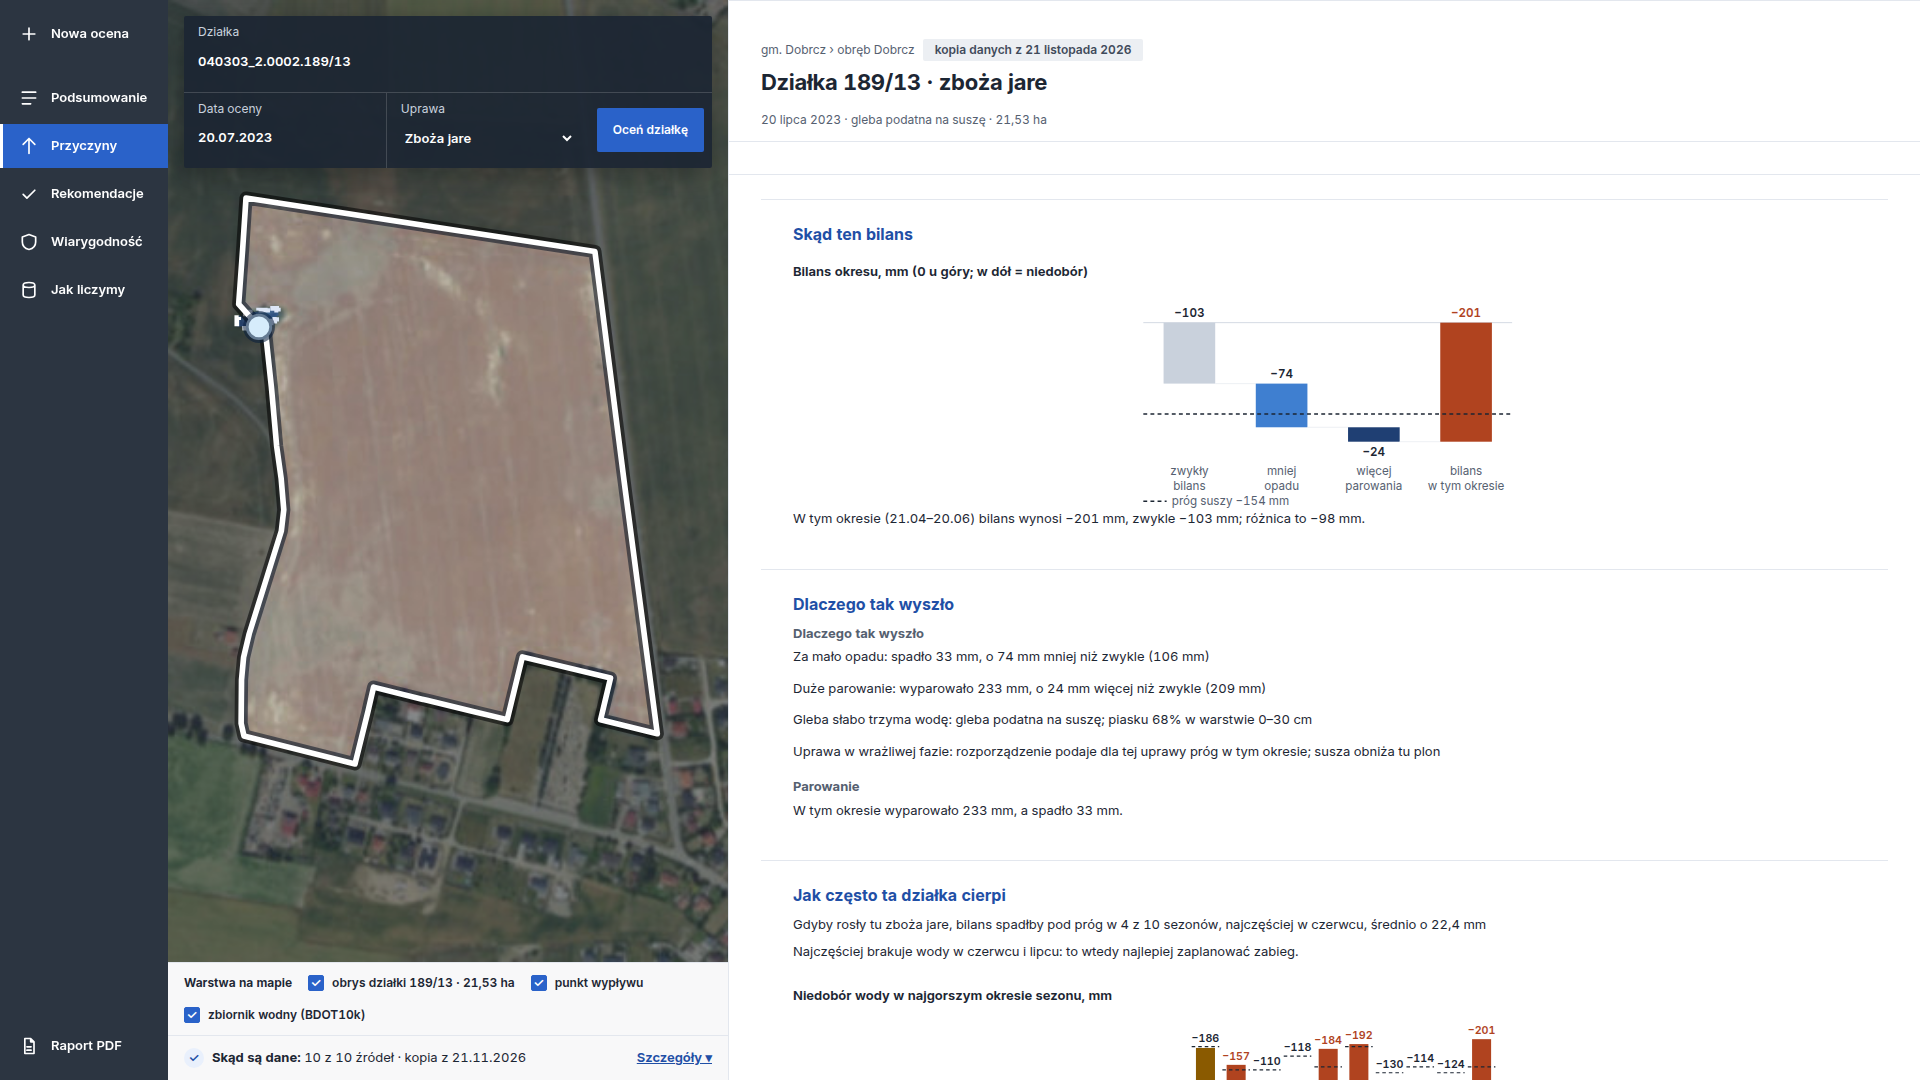 Nowa ocena
Podsumowanie
Przyczyny
Rekomendacje
Wiarygodność
Jak liczymy
Raport PDF
Działka
040303_2.0002.189/13
Data oceny
20.07.2023
Uprawa
Zboża jare
Oceń działkę
Warstwa na mapie
obrys działki 189/13 · 21,53 ha
punkt wypływu
zbiornik wodny (BDOT10k)
Skąd są dane: 10 z 10 źródeł · kopia z 21.11.2026
Szczegóły ▾
gm. Dobrcz › obręb Dobrcz
kopia danych z 21 listopada 2026
Działka 189/13 · zboża jare
20 lipca 2023 · gleba podatna na suszę · 21,53 ha
Skąd ten bilans
Bilans okresu, mm (0 u góry; w dół = niedobór)
−103
−74
−24
−201
zwykły
bilans
mniej
opadu
więcej
parowania
bilans
w tym okresie
próg suszy −154 mm
W tym okresie (21.04–20.06) bilans wynosi −201 mm, zwykle −103 mm; różnica to −98 mm.
Dlaczego tak wyszło
Dlaczego tak wyszło
Za mało opadu: spadło 33 mm, o 74 mm mniej niż zwykle (106 mm)
Duże parowanie: wyparowało 233 mm, o 24 mm więcej niż zwykle (209 mm)
Gleba słabo trzyma wodę: gleba podatna na suszę; piasku 68% w warstwie 0–30 cm
Uprawa w wrażliwej fazie: rozporządzenie podaje dla tej uprawy próg w tym okresie; susza obniża tu plon
Parowanie
W tym okresie wyparowało 233 mm, a spadło 33 mm.
Jak często ta działka cierpi
Gdyby rosły tu zboża jare, bilans spadłby pod próg w 4 z 10 sezonów, najczęściej w czerwcu, średnio o 22,4 mm
Najczęściej brakuje wody w czerwcu i lipcu: to wtedy najlepiej zaplanować zabieg.
Niedobór wody w najgorszym okresie sezonu, mm
−186
−157
−110
−118
−184
−192
−130
−114
−124
−201